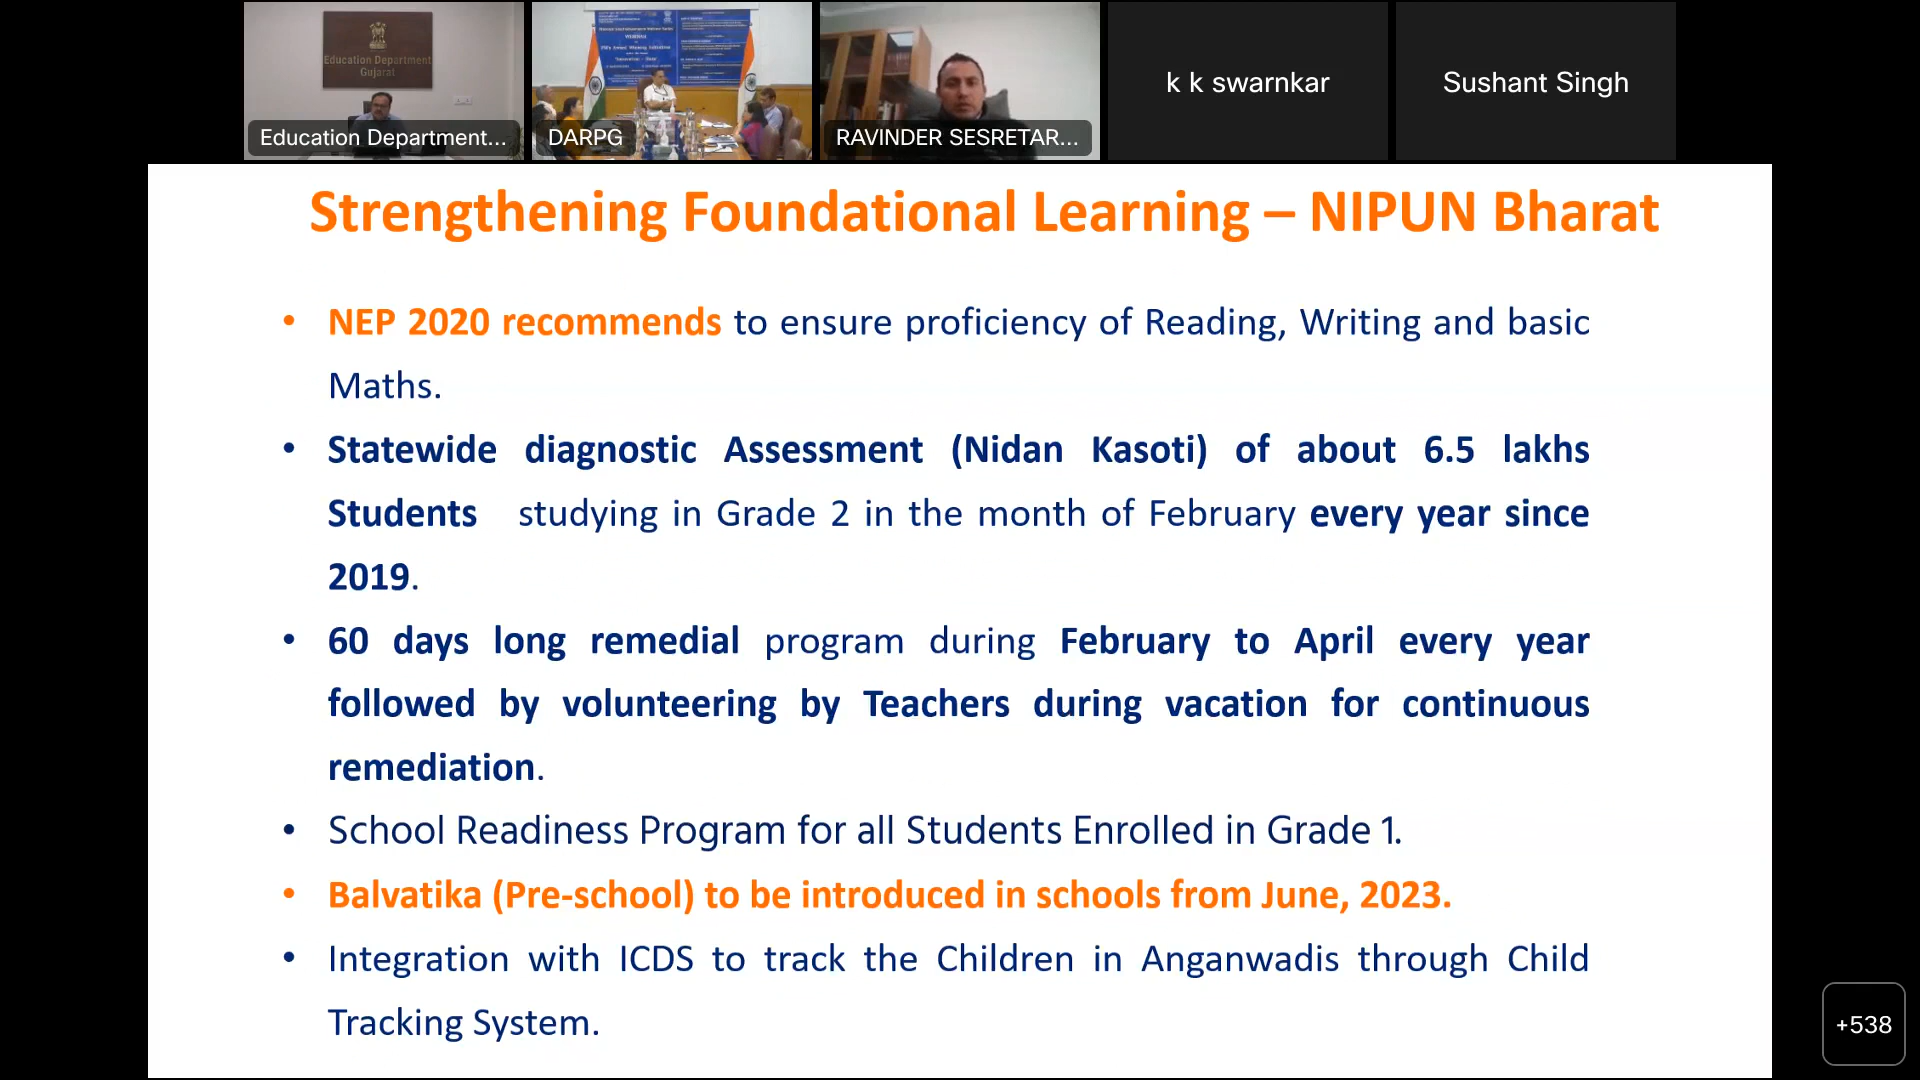 Education Department
Gujarat
Education Department...
DARPG
RAVINDER SESRETAR...
k k swarnkar
Sushant Singh
Strengthening Foundational Learning – NIPUN Bharat
• NEP 2020 recommends to ensure proficiency of Reading, Writing and basic
Maths.
• Statewide diagnostic Assessment (Nidan Kasoti) of about 6.5 lakhs
Students studying in Grade 2 in the month of February every year since
2019.
• 60 days long remedial program during February to April every year
followed by volunteering by Teachers during vacation for continuous
remediation.
• School Readiness Program for all Students Enrolled in Grade 1.
• Balvatika (Pre-school) to be introduced in schools from June, 2023.
• Integration with ICDS to track the Children in Anganwadis through Child
Tracking System.
+538